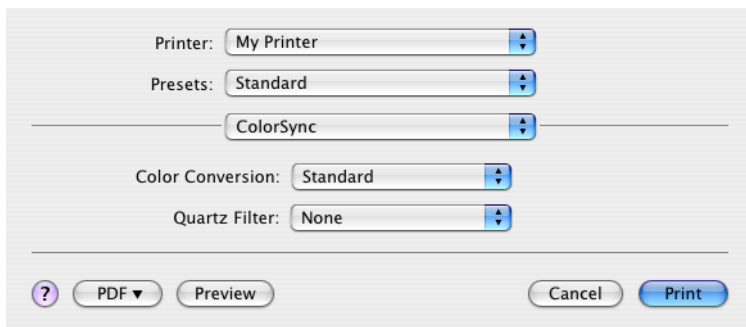 Printer: My Printer
Presets: Standard
ColorSync
Color Conversion: Standard
Quartz Filter: None
? PDF▼ Preview Cancel Print